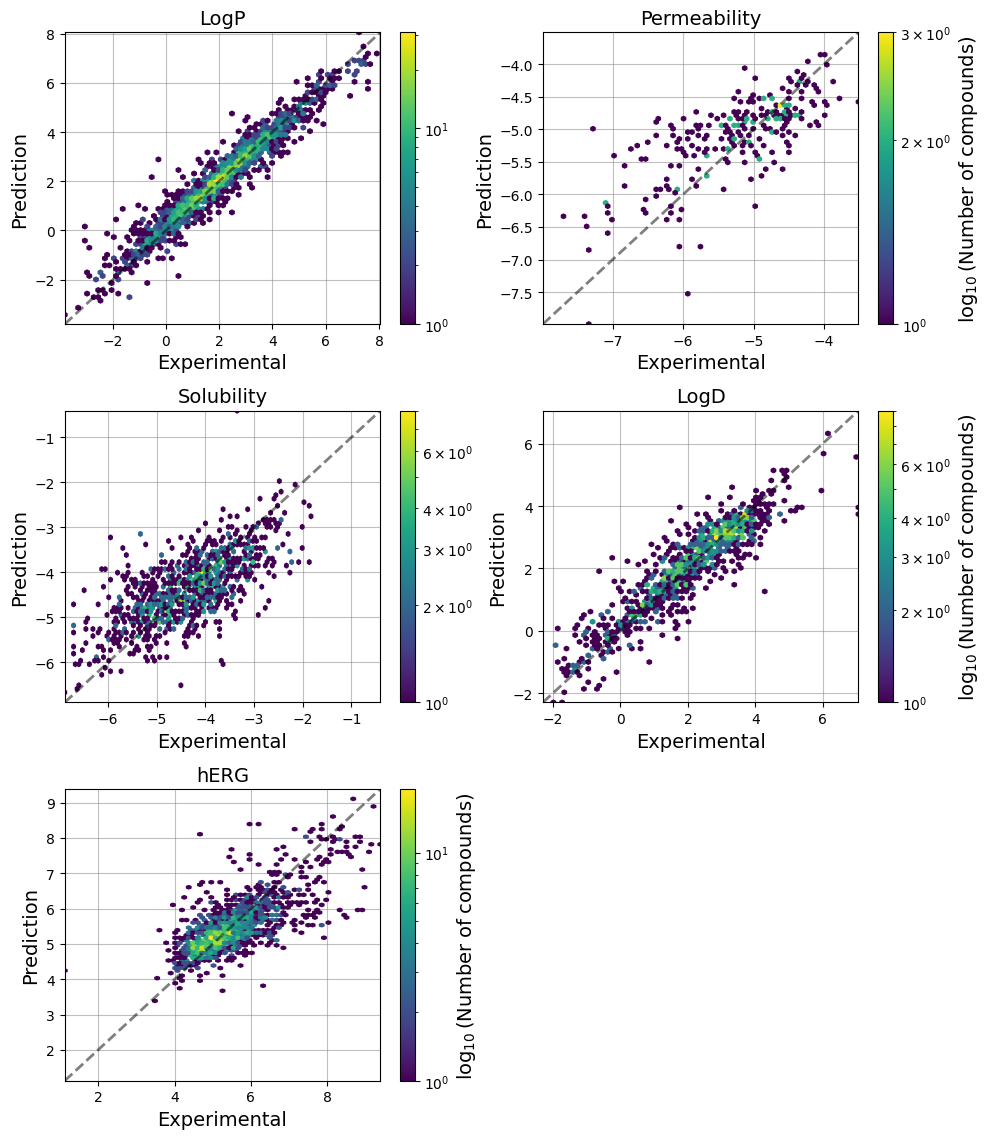 LogP
Prediction
8
6
4
2
0
−2
−2
0
2
4
6
8
Experimental
10¹
10⁰
Permeability
Prediction
−4.0
−4.5
−5.0
−5.5
−6.0
−6.5
−7.0
−7.5
−7
−6
−5
−4
Experimental
3 × 10⁰
2 × 10⁰
10⁰
log₁₀(Number of compounds)
Solubility
Prediction
−1
−2
−3
−4
−5
−6
−6
−5
−4
−3
−2
−1
Experimental
6 × 10⁰
4 × 10⁰
3 × 10⁰
2 × 10⁰
10⁰
LogD
Prediction
6
4
2
0
−2
−2
0
2
4
6
Experimental
6 × 10⁰
4 × 10⁰
3 × 10⁰
2 × 10⁰
10⁰
log₁₀(Number of compounds)
hERG
Prediction
9
8
7
6
5
4
3
2
2
4
6
8
Experimental
10¹
10⁰
log₁₀(Number of compounds)